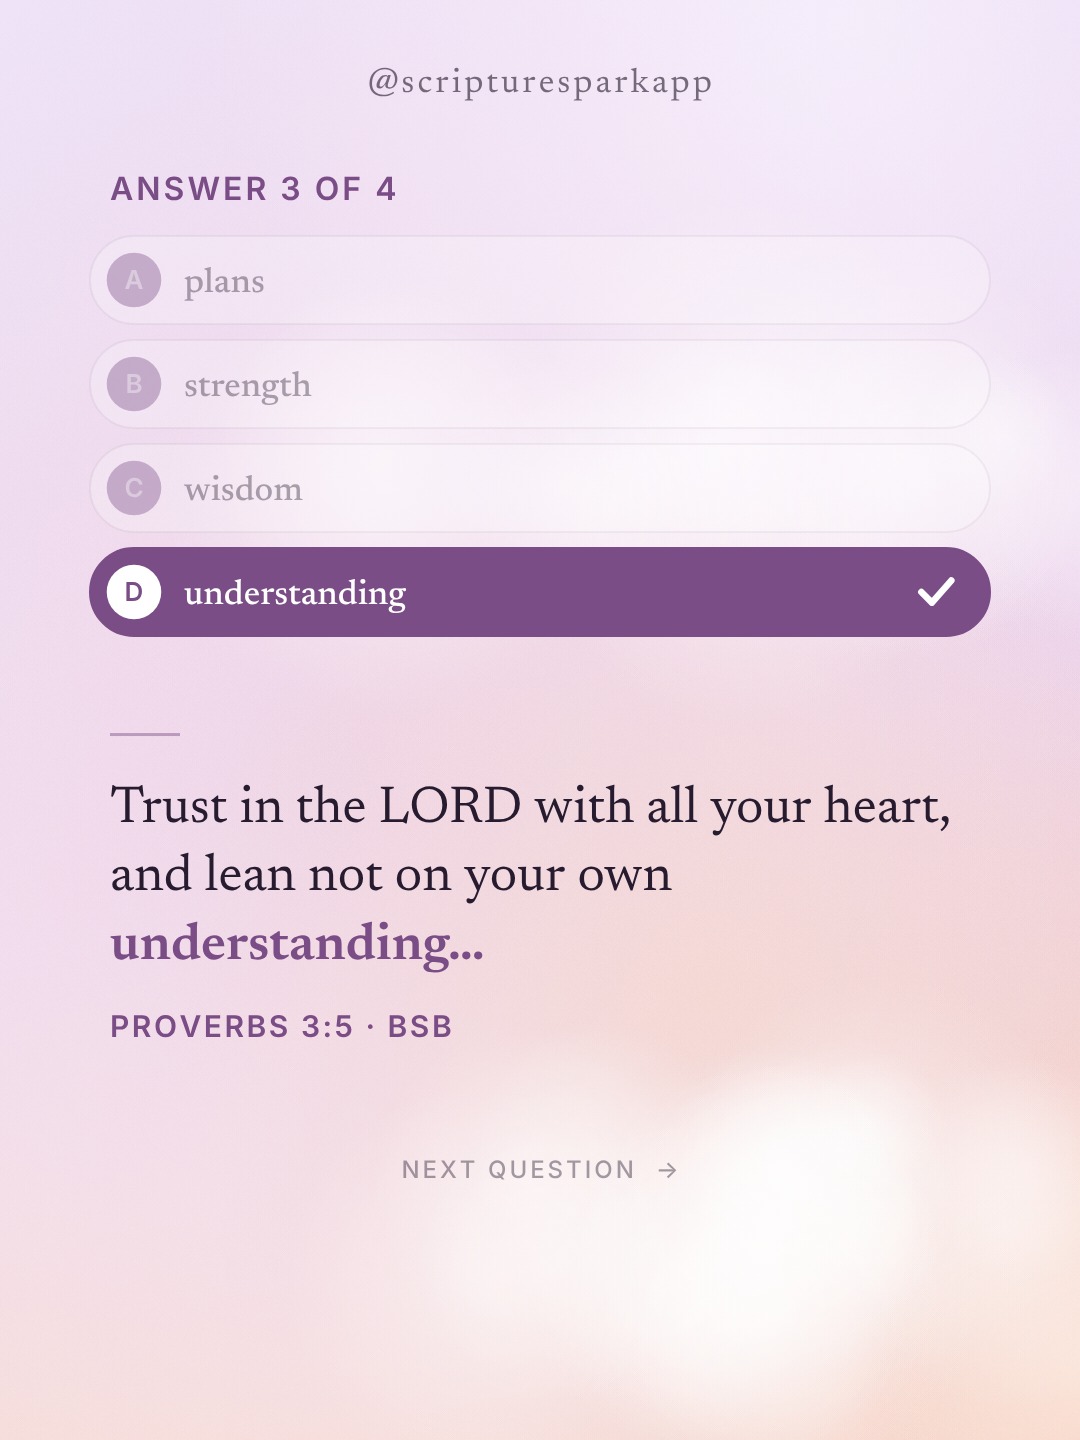 @scripturesparkapp
ANSWER 3 OF 4
A plans
B strength
C wisdom
D understanding
Trust in the LORD with all your heart,
and lean not on your own
understanding...
PROVERBS 3:5 · BSB
NEXT QUESTION →